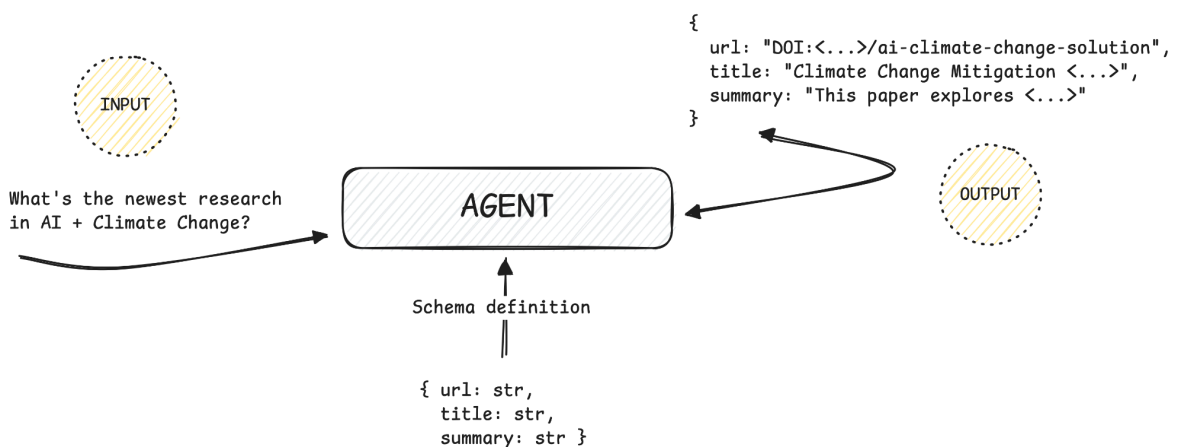 INPUT
What's the newest research
in AI + Climate Change?
AGENT
Schema definition
{ url: str,
title: str,
summary: str }
{
url: "DOI:<...>/ai-climate-change-solution",
title: "Climate Change Mitigation <...>",
summary: "This paper explores <...>"
}
OUTPUT